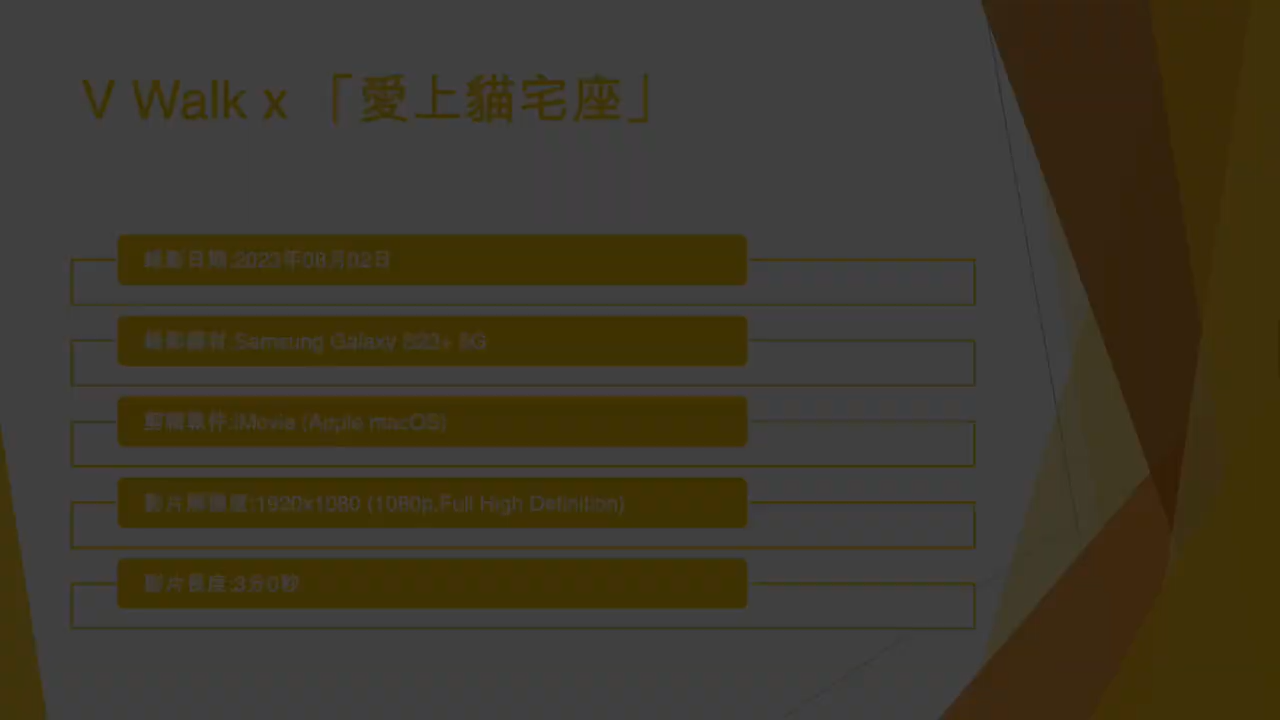 V Walk x 「愛上貓宅座」
錄影日期:2023年08月02日
錄影器材:Samsung Galaxy S23+ 5G
剪輯軟件:iMovie (Apple macOS)
影片解像度:1920x1080 (1080p,Full High Definition)
影片長度:3分0秒